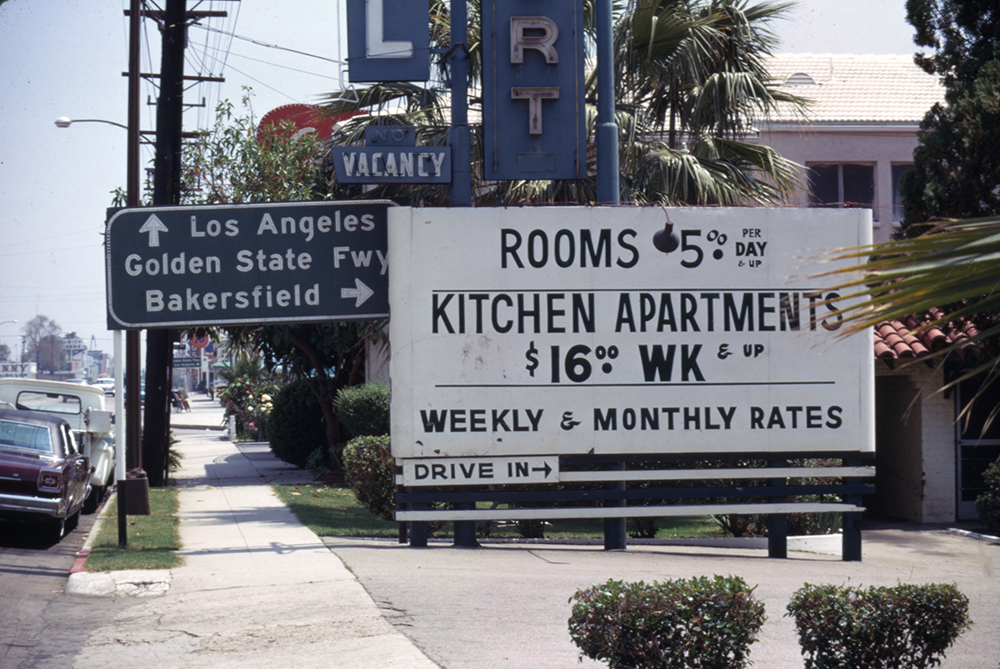 L
RT
NO
VACANCY
Los Angeles
Golden State Fwy
Bakersfield
ROOMS $5.00 PER DAY & UP
KITCHEN APARTMENTS
$16.00 WK & UP
WEEKLY & MONTHLY RATES
DRIVE IN